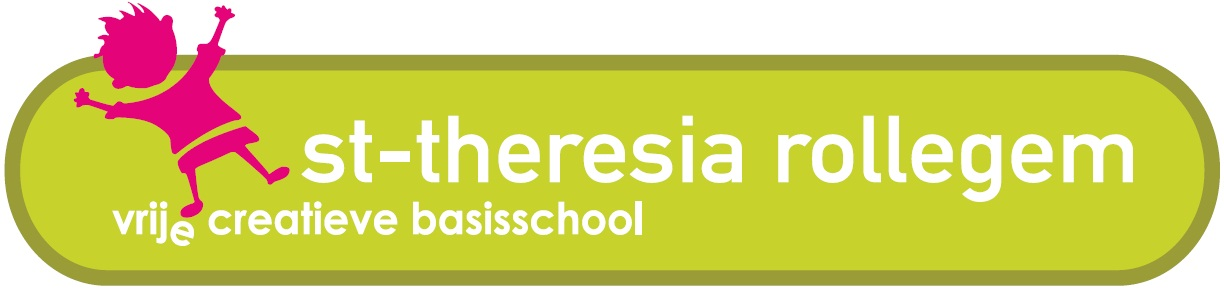 st-theresia rollegem
vrije creatieve basisschool